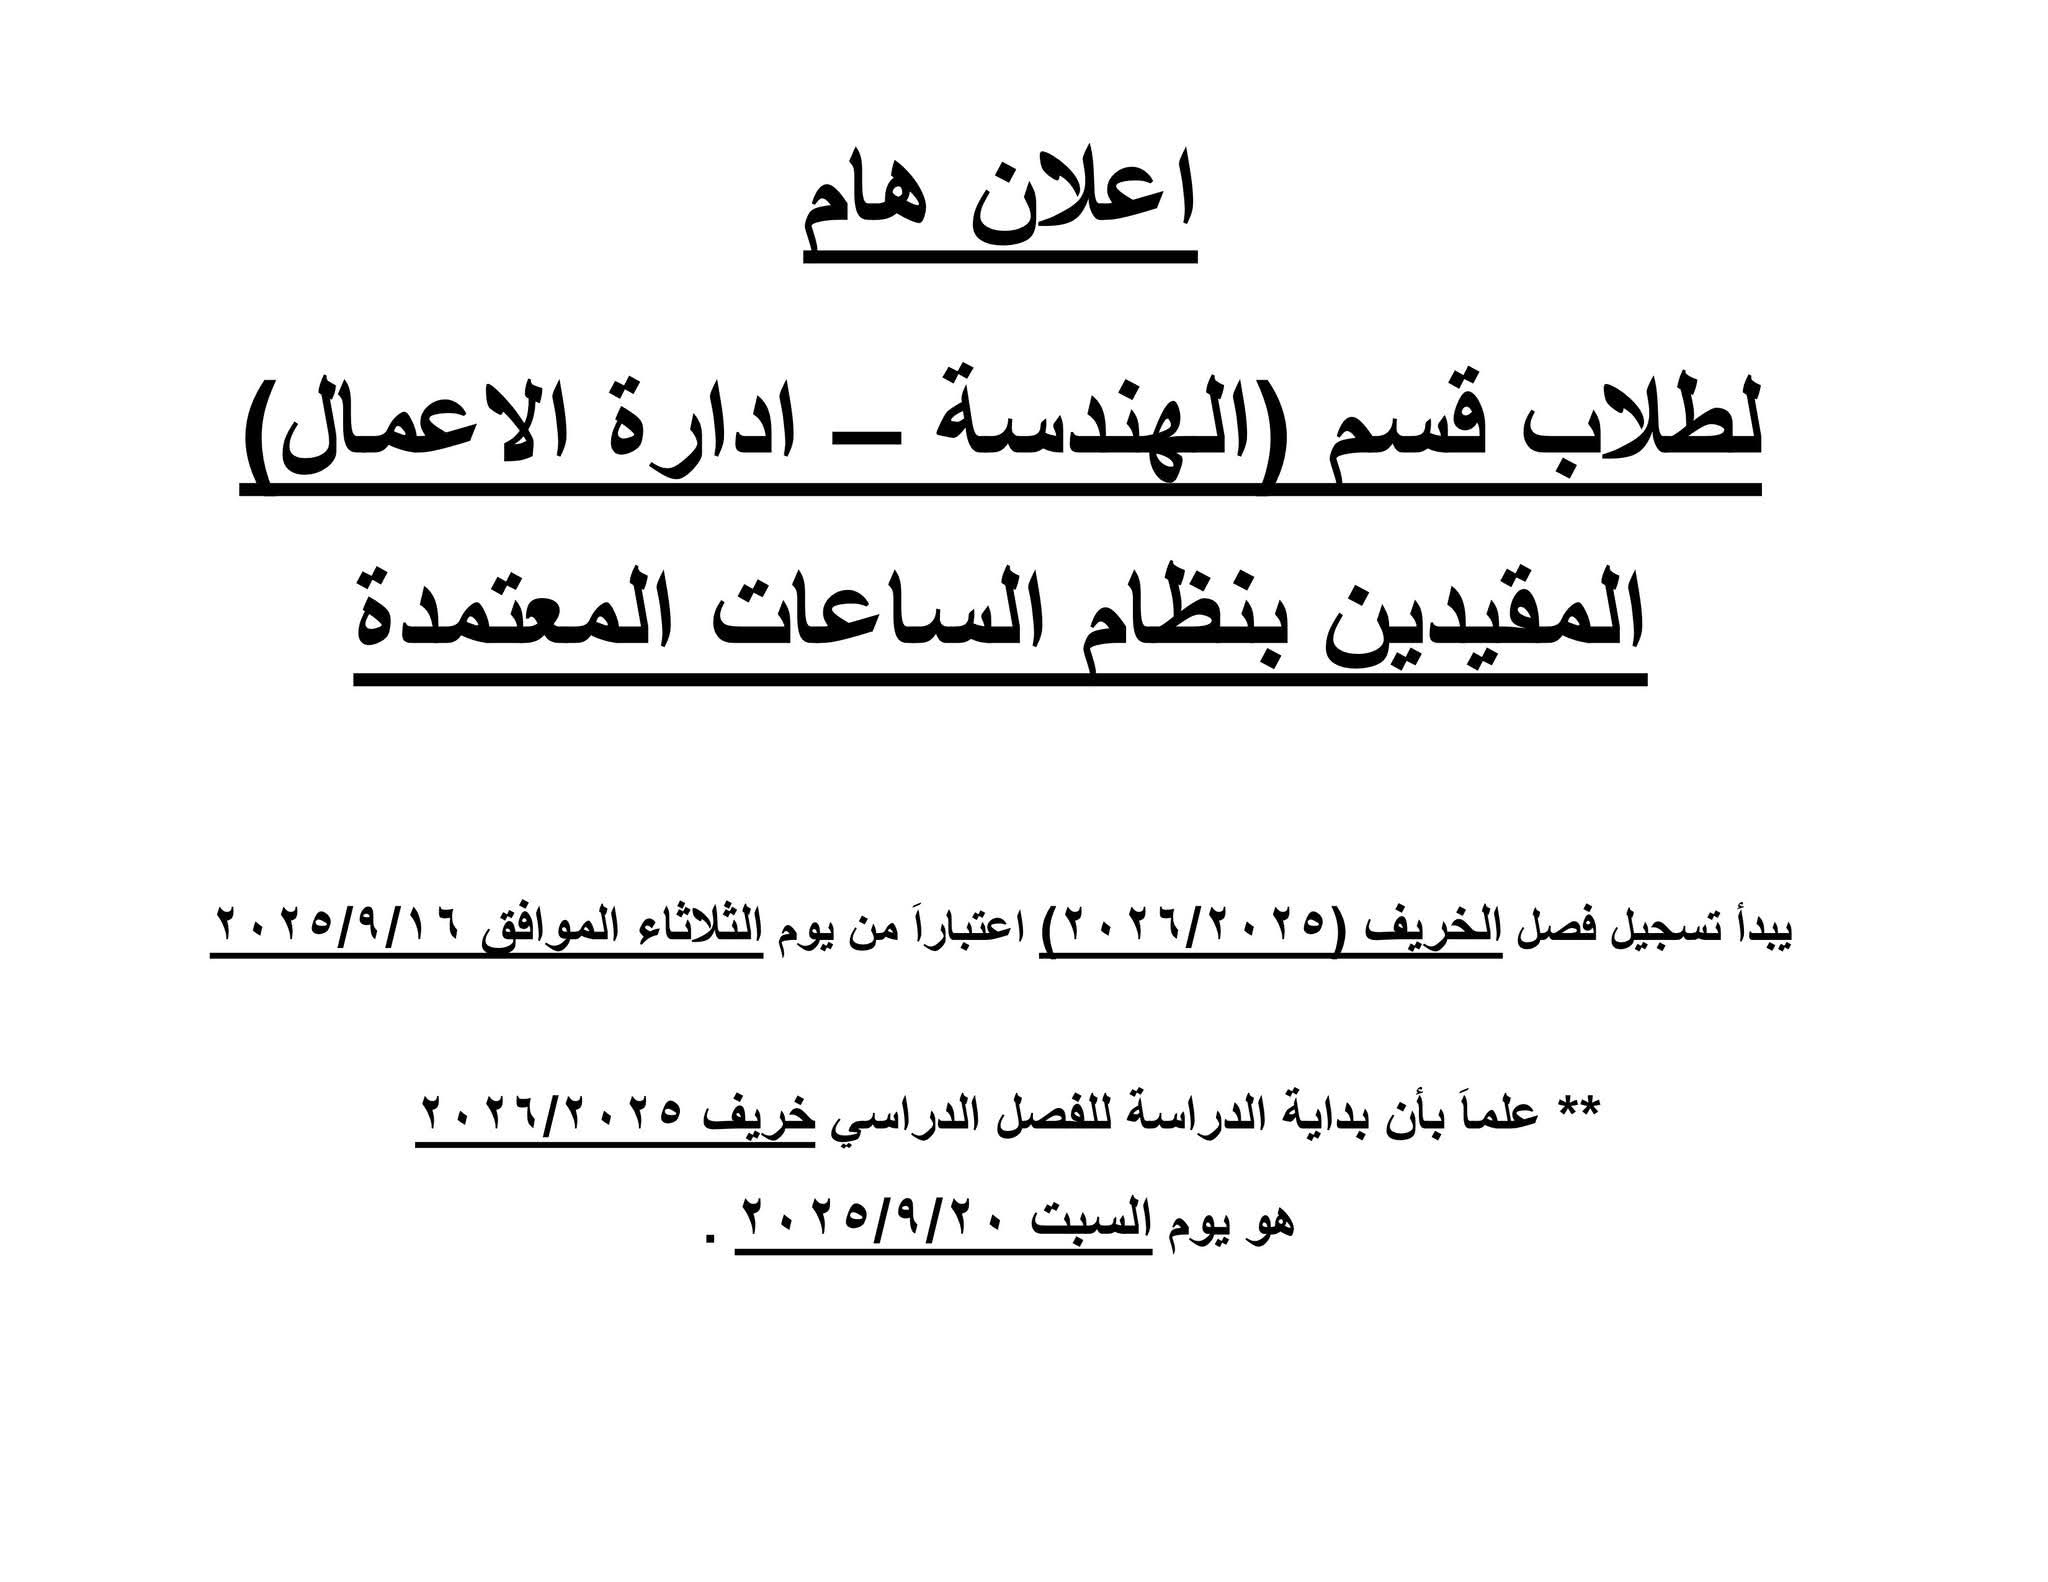 اعلان هام
لطلاب قسم (الهندسة – ادارة الاعمال)
المقيدين بنظام الساعات المعتمدة
يبدأ تسجيل فصل الخريف (٢٠٢٦/٢٠٢٥) اعتباراَ من يوم الثلاثاء الموافق ٢٠٢٥/٩/١٦
** علماَ بأن بداية الدراسة للفصل الدراسي خريف ٢٠٢٦/٢٠٢٥
هو يوم السبت ٢٠٢٥/٩/٢٠ .